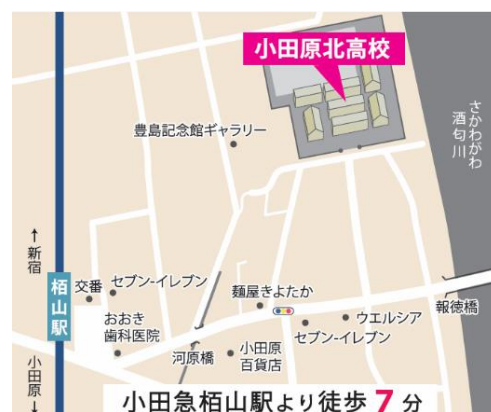 小田原北高校
さかわがわ
酒匂川
豊島記念館ギャラリー
↑
新宿
栢山駅
交番
セブン-イレブン
おおき
歯科医院
麺屋きよたか
ウエルシア
セブン-イレブン
報徳橋
河原橋
小田原
百貨店
小田原
↓
小田急栢山駅より徒歩7分